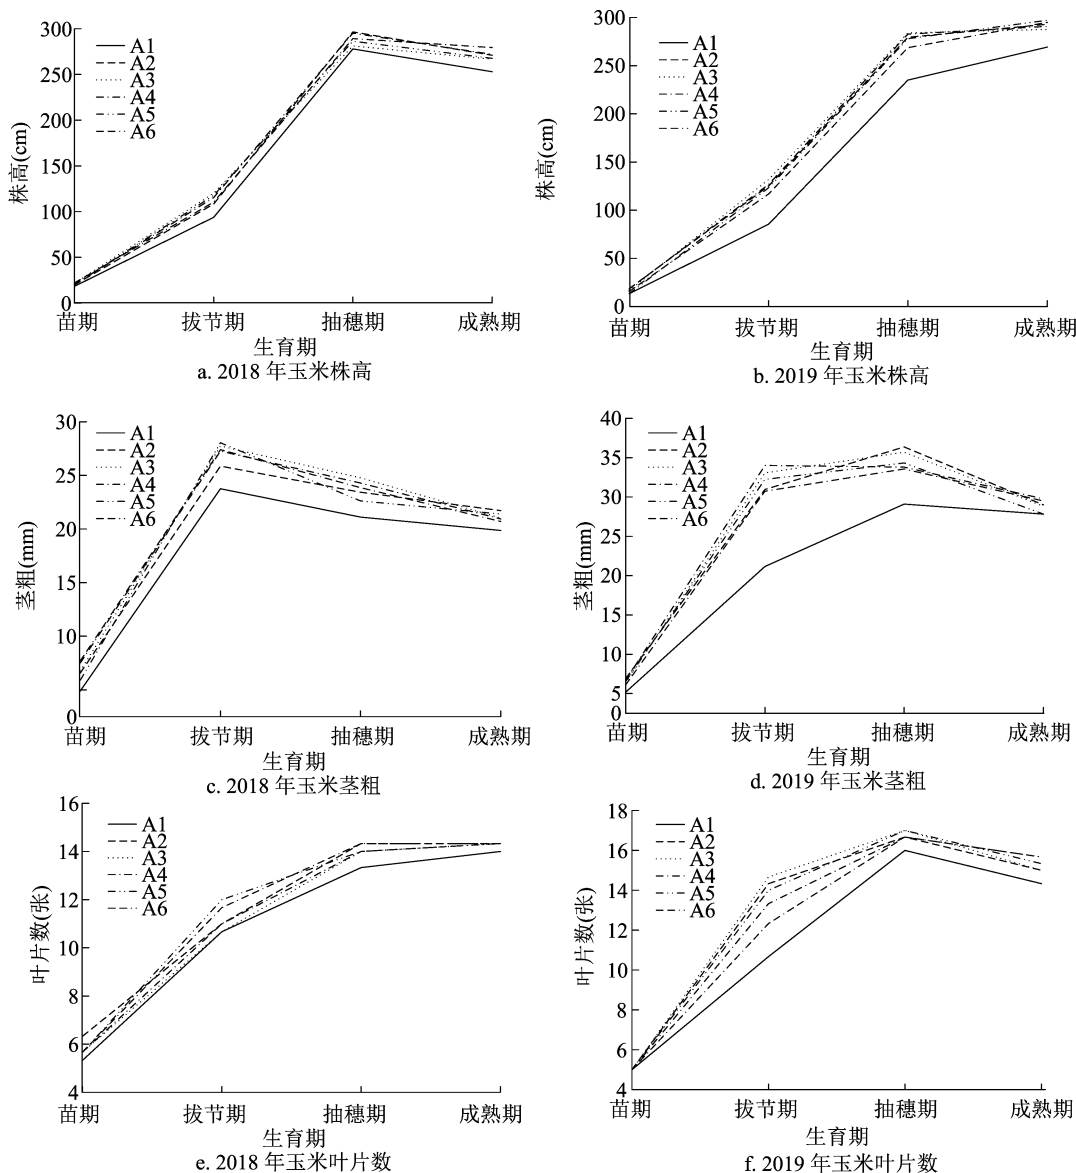 300
250
200
150
100
50
0
株高(cm)
A1
A2
A3
A4
A5
A6
苗期 拔节期 抽穗期 成熟期
生育期
a. 2018 年玉米株高
300
250
200
150
100
50
0
株高(cm)
A1
A2
A3
A4
A5
A6
苗期 拔节期 抽穗期 成熟期
生育期
b. 2019 年玉米株高
30
25
20
15
10
0
茎粗(mm)
A1
A2
A3
A4
A5
A6
苗期 拔节期 抽穗期 成熟期
生育期
c. 2018 年玉米茎粗
40
35
30
25
20
15
10
5
0
茎粗(mm)
A1
A2
A3
A4
A5
A6
苗期 拔节期 抽穗期 成熟期
生育期
d. 2019 年玉米茎粗
16
14
12
10
8
6
4
叶片数(张)
A1
A2
A3
A4
A5
A6
苗期 拔节期 抽穗期 成熟期
生育期
e. 2018 年玉米叶片数
18
16
14
12
10
8
6
4
叶片数(张)
A1
A2
A3
A4
A5
A6
苗期 拔节期 抽穗期 成熟期
生育期
f. 2019 年玉米叶片数